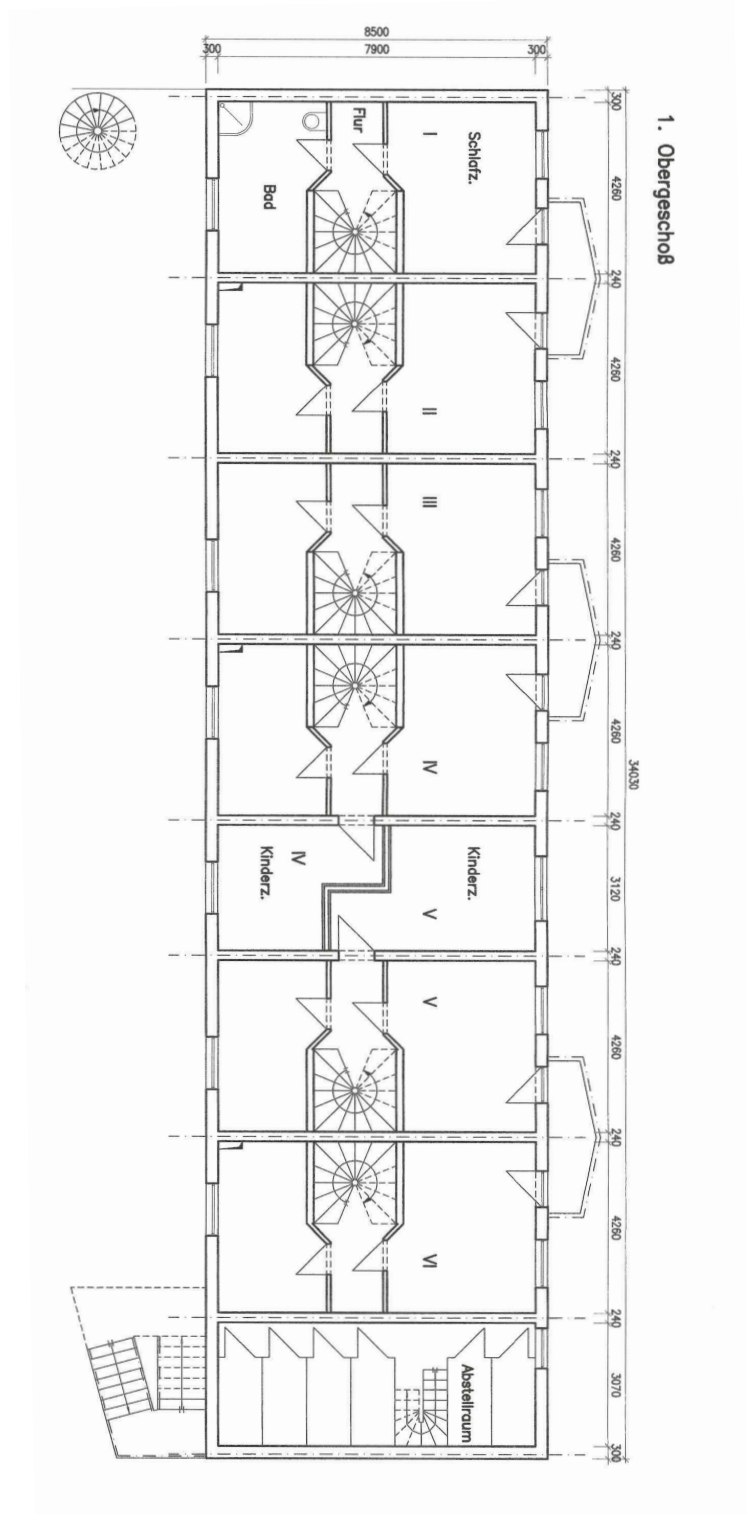 1. Obergeschoß
34030
300
4260
240
4260
240
4260
240
4260
240
3120
240
4260
240
4260
240
3070
300
8500
300
7900
300
Schlafz.
I
Flur
Bad
II
III
IV
Kinderz.
V
IV
Kinderz.
V
VI
Abstellraum